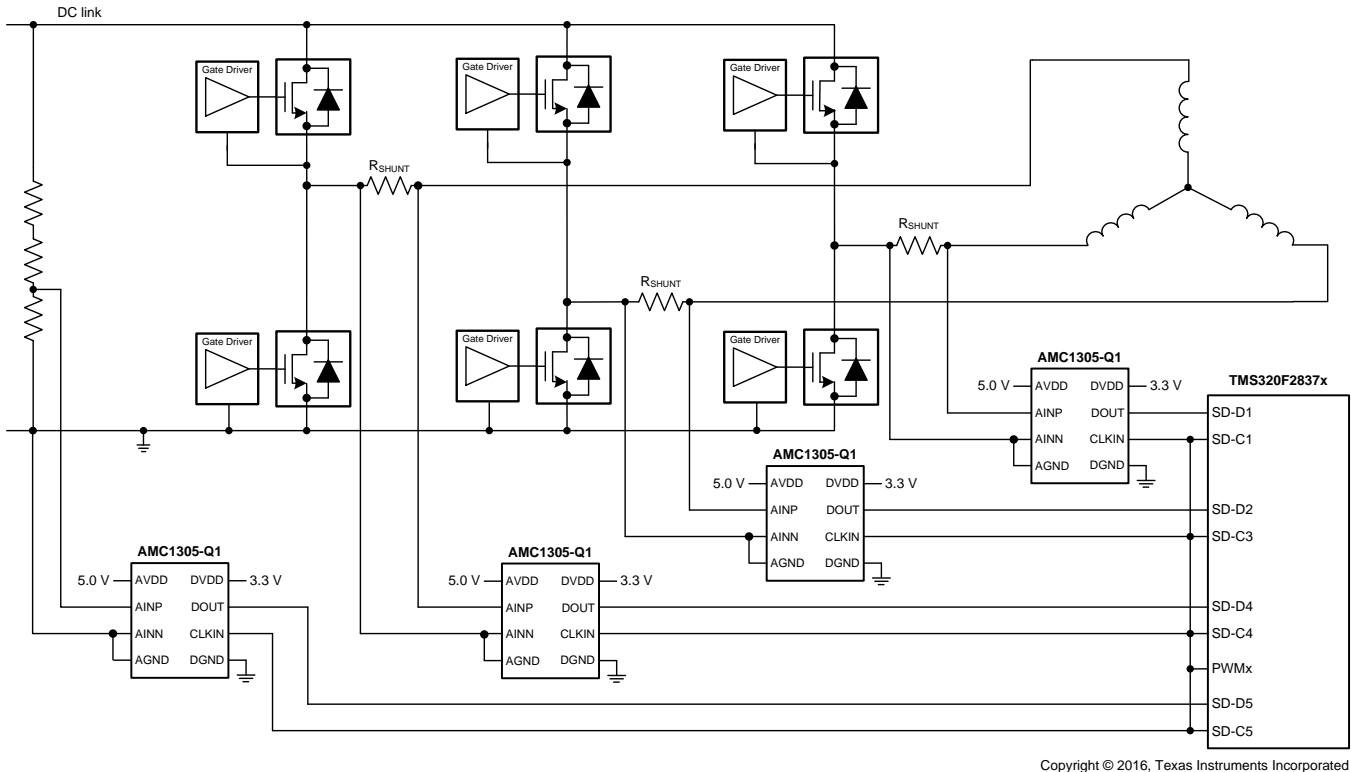 DC link
Gate Driver
Gate Driver
Gate Driver
RSHUNT
RSHUNT
RSHUNT
Gate Driver
Gate Driver
Gate Driver
AMC1305-Q1
5.0 V
AVDD
DVDD
3.3 V
AINP
DOUT
AINN
CLKIN
AGND
DGND
TMS320F2837x
SD-D1
SD-C1
SD-D2
SD-C3
SD-D4
SD-C4
PWMx
SD-D5
SD-C5
AMC1305-Q1
5.0 V
AVDD
DVDD
3.3 V
AINP
DOUT
AINN
CLKIN
AGND
DGND
AMC1305-Q1
5.0 V
AVDD
DVDD
3.3 V
AINP
DOUT
AINN
CLKIN
AGND
DGND
AMC1305-Q1
5.0 V
AVDD
DVDD
3.3 V
AINP
DOUT
AINN
CLKIN
AGND
DGND
Copyright © 2016, Texas Instruments Incorporated